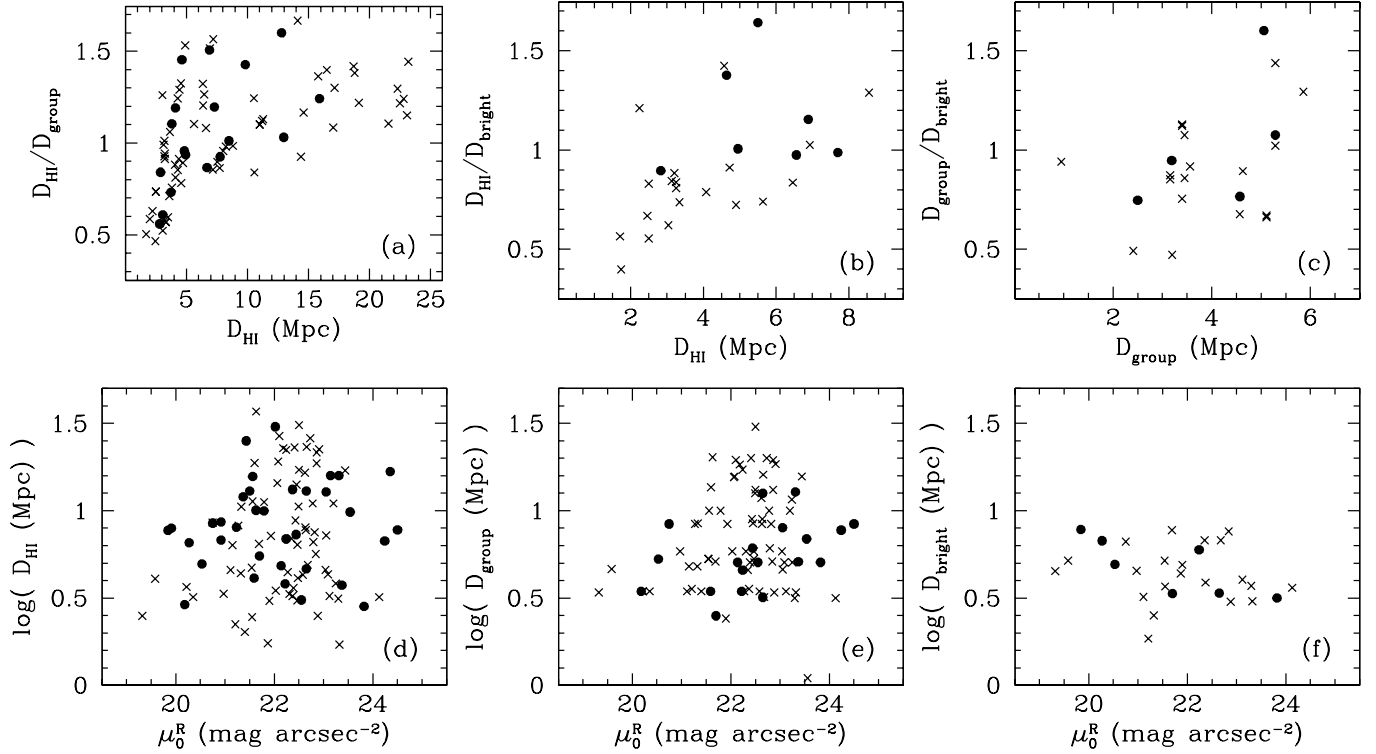 D_HI/D_group
1.5
1
0.5
(a)
5 10 15 20 25
D_HI (Mpc)
D_HI/D_bright
1.5
1
0.5
(b)
2 4 6 8
D_HI (Mpc)
D_group/D_bright
1.5
1
0.5
(c)
2 4 6
D_group (Mpc)
log( D_HI (Mpc) )
1.5
1
0.5
0
(d)
20 22 24
μ₀ᴿ (mag arcsec⁻²)
log( D_group (Mpc) )
1.5
1
0.5
0
(e)
20 22 24
μ₀ᴿ (mag arcsec⁻²)
log( D_bright (Mpc) )
1.5
1
0.5
0
(f)
20 22 24
μ₀ᴿ (mag arcsec⁻²)